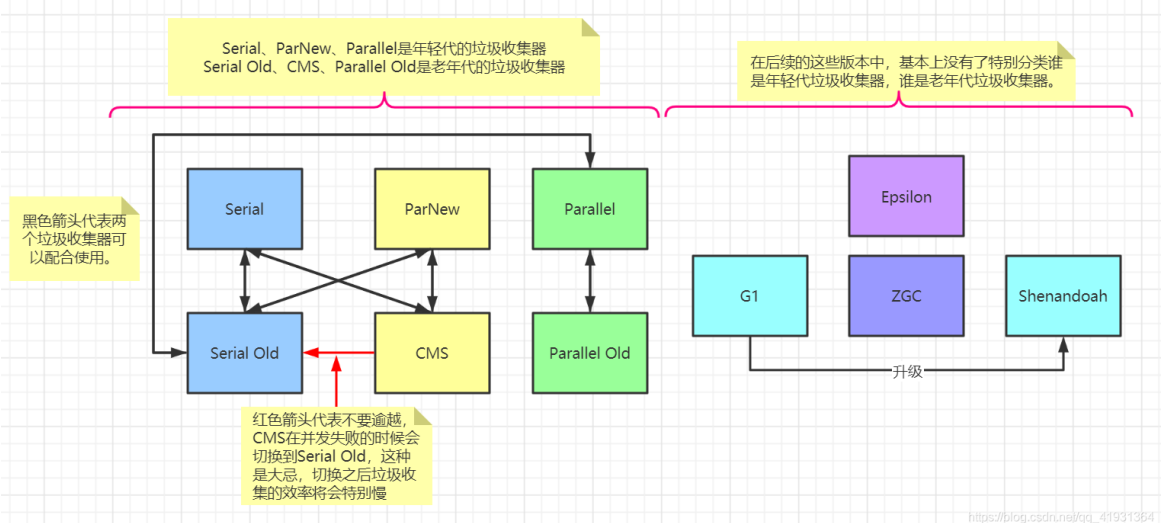 Serial、ParNew、Parallel是年轻代的垃圾收集器
Serial Old、CMS、Parallel Old是老年代的垃圾收集器
在后续的这些版本中，基本上没有了特别分类谁
是年轻代垃圾收集器，谁是老年代垃圾收集器。
黑色箭头代表两
个垃圾收集器可
以配合使用。
Serial
ParNew
Parallel
Serial Old
CMS
Parallel Old
红色箭头代表不要逾越，
CMS在并发失败的时候会
切换到Serial Old，这种
是大忌，切换之后垃圾收
集的效率将会特别慢
Epsilon
G1
ZGC
Shenandoah
升级
https://blog.csdn.net/qq_41931364